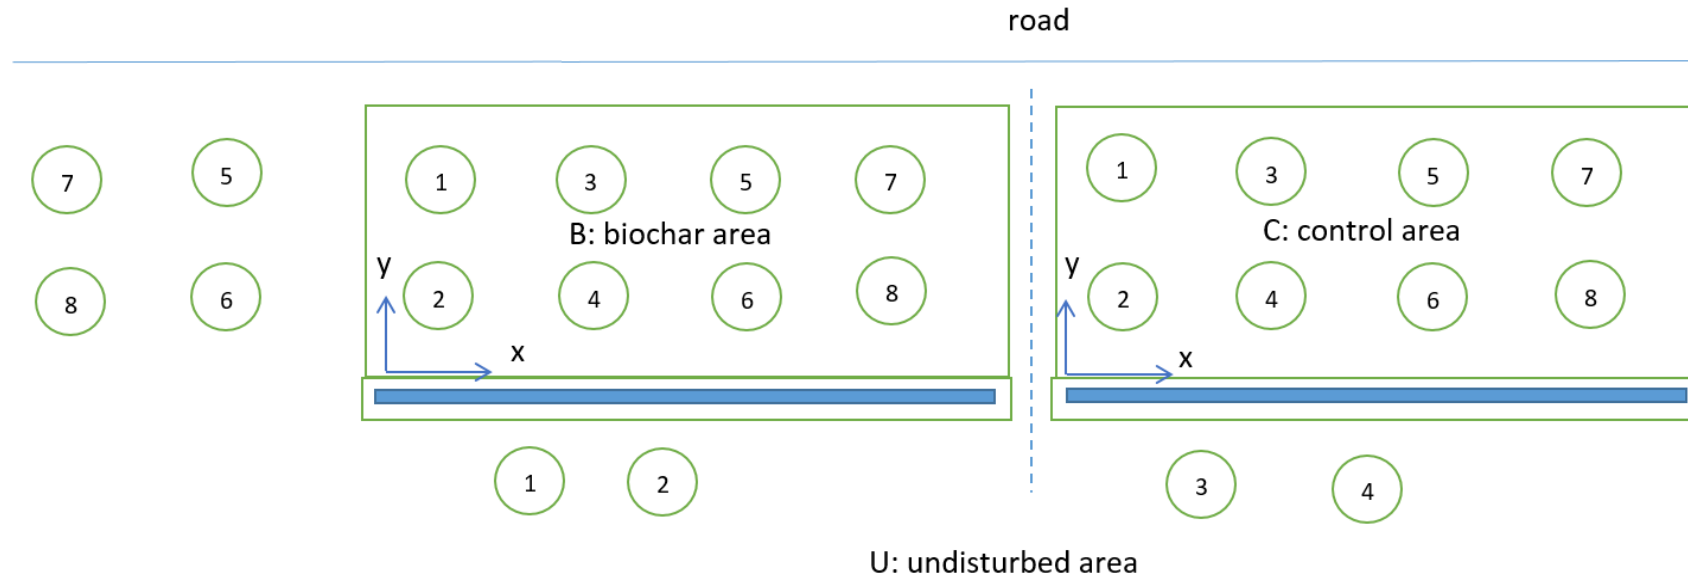 road
7 5 1 3 5 7 1 3 5 7
B: biochar area C: control area
y y
8 6 2 4 6 8 2 4 6 8
x x
1 2 3 4
U: undisturbed area